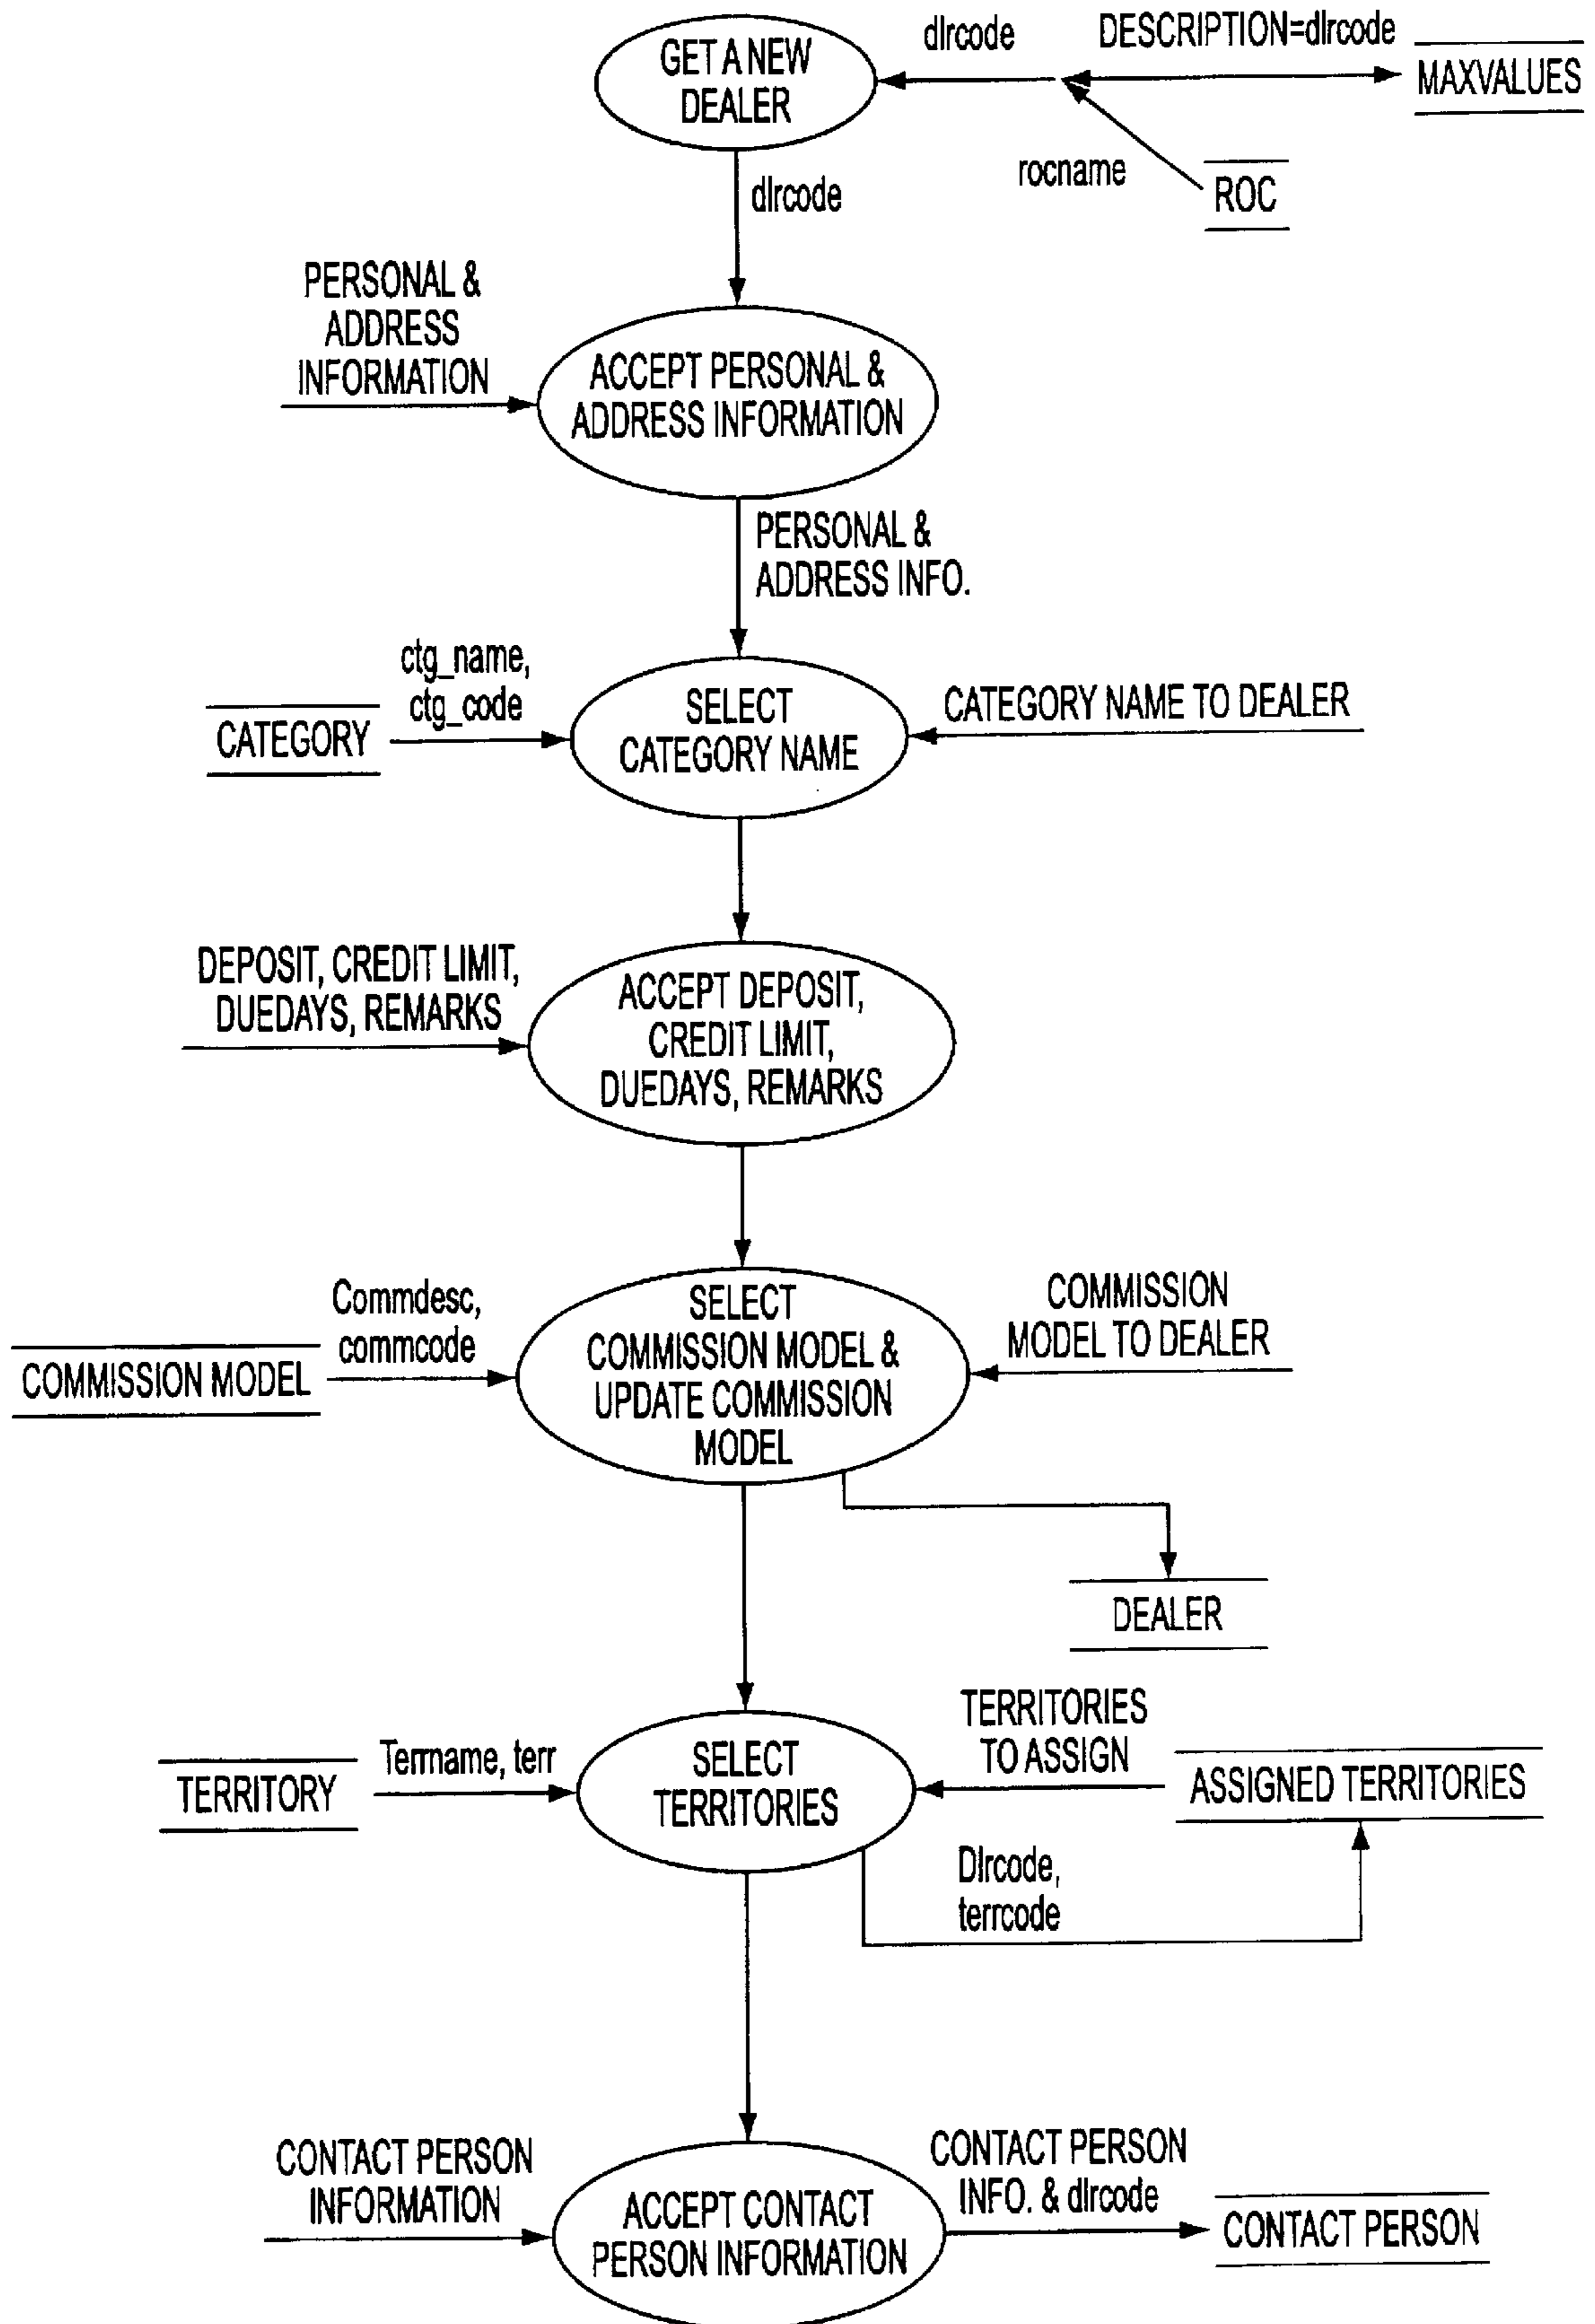 GET A NEW
DEALER
dlrcode
DESCRIPTION=dlrcode
MAXVALUES
rocname
ROC
dlrcode
PERSONAL &
ADDRESS
INFORMATION
ACCEPT PERSONAL &
ADDRESS INFORMATION
PERSONAL &
ADDRESS INFO.
ctg_name,
ctg_code
CATEGORY
SELECT
CATEGORY NAME
CATEGORY NAME TO DEALER
DEPOSIT, CREDIT LIMIT,
DUEDAYS, REMARKS
ACCEPT DEPOSIT,
CREDIT LIMIT,
DUEDAYS, REMARKS
Commdesc,
commcode
COMMISSION MODEL
SELECT
COMMISSION MODEL &
UPDATE COMMISSION
MODEL
COMMISSION
MODEL TO DEALER
DEALER
Terrname, terr
TERRITORY
SELECT
TERRITORIES
TERRITORIES
TO ASSIGN
ASSIGNED TERRITORIES
Dlrcode,
terrcode
CONTACT PERSON
INFORMATION
ACCEPT CONTACT
PERSON INFORMATION
CONTACT PERSON
INFO. & dlrcode
CONTACT PERSON